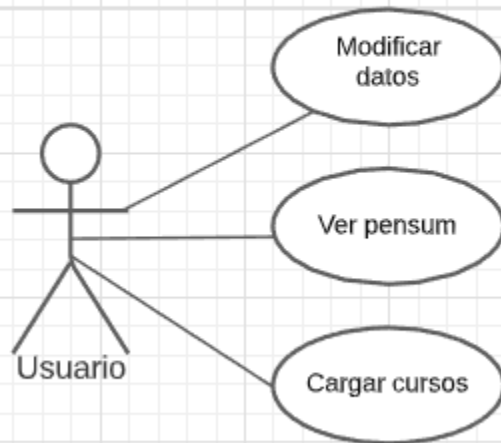 Modificar
datos
Ver pensum
Usuario
Cargar cursos